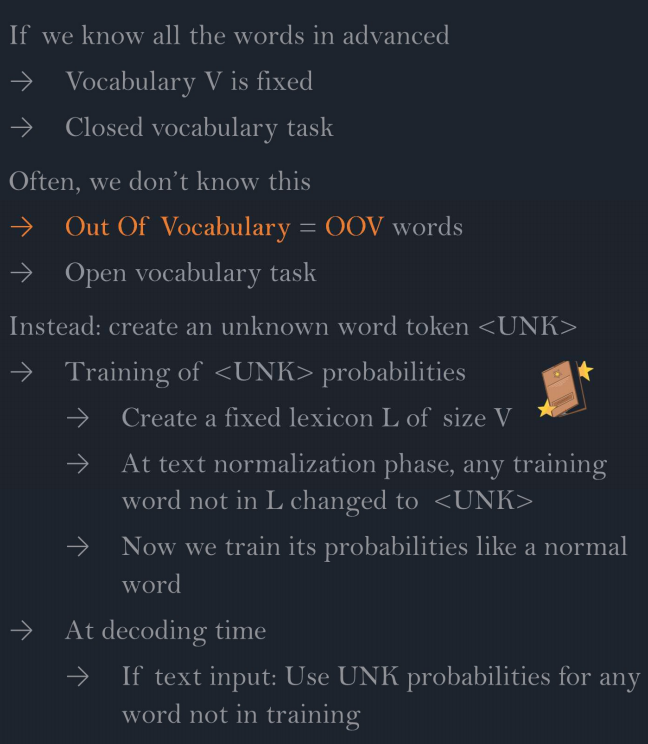 If we know all the words in advanced
→ Vocabulary V is fixed
→ Closed vocabulary task
Often, we don't know this
→ Out Of Vocabulary = OOV words
→ Open vocabulary task
Instead: create an unknown word token <UNK>
→ Training of <UNK> probabilities
→ Create a fixed lexicon L of size V
→ At text normalization phase, any training
word not in L changed to <UNK>
→ Now we train its probabilities like a normal
word
→ At decoding time
→ If text input: Use UNK probabilities for any
word not in training